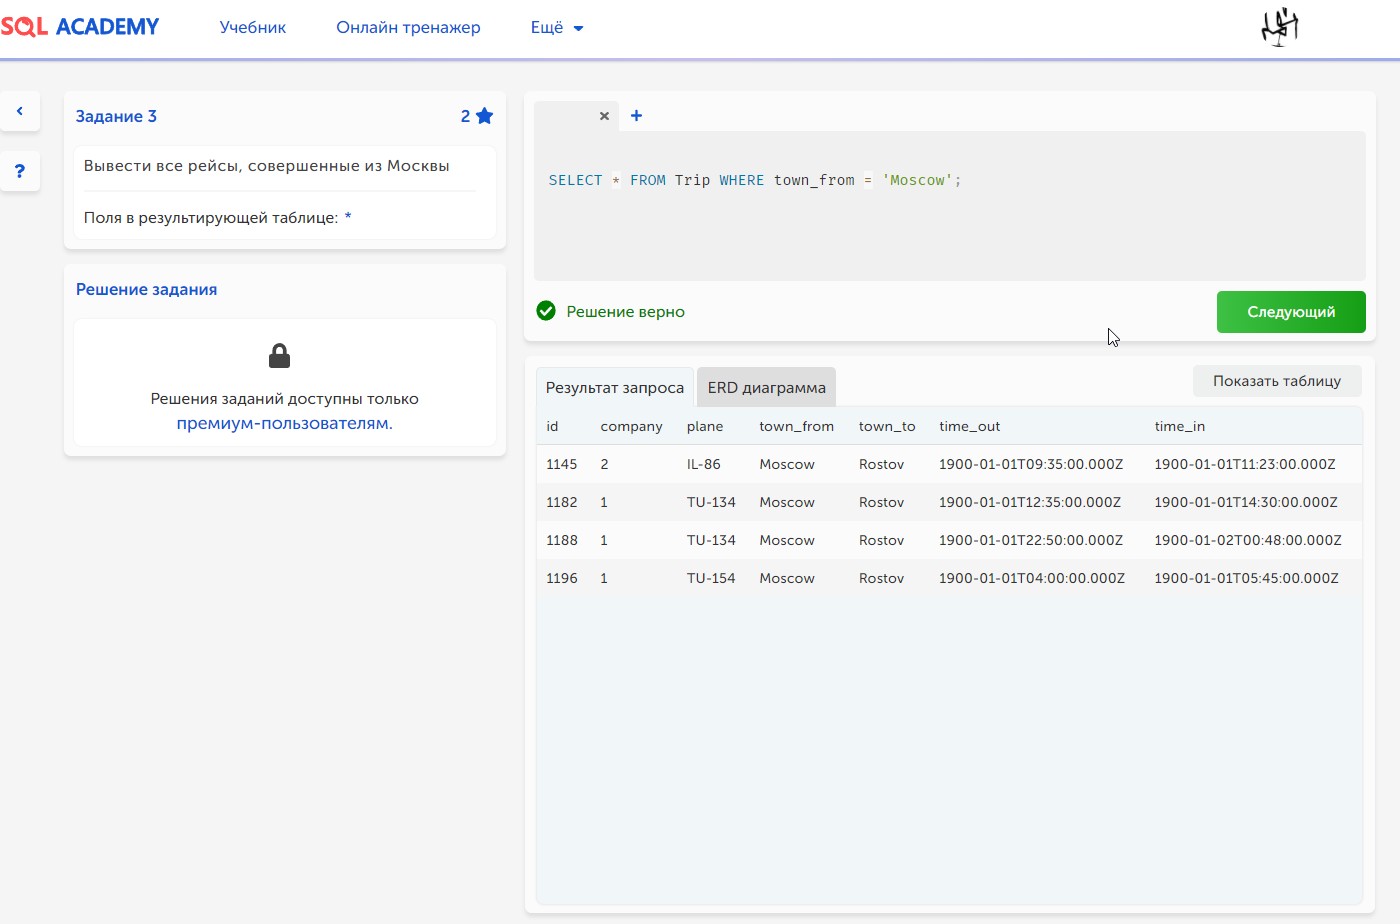 SQL ACADEMY
Учебник
Онлайн тренажер
Ещё
Задание 3
2
?
Вывести все рейсы, совершенные из Москвы
Поля в результирующей таблице: *
Решение задания
Решения заданий доступны только
премиум-пользователям.
× +
SELECT * FROM Trip WHERE town_from = 'Moscow';
Решение верно
Следующий
Результат запроса
ERD диаграмма
Показать таблицу
id company plane town_from town_to time_out time_in
1145 2 IL-86 Moscow Rostov 1900-01-01T09:35:00.000Z 1900-01-01T11:23:00.000Z
1182 1 TU-134 Moscow Rostov 1900-01-01T12:35:00.000Z 1900-01-01T14:30:00.000Z
1188 1 TU-134 Moscow Rostov 1900-01-01T22:50:00.000Z 1900-01-02T00:48:00.000Z
1196 1 TU-154 Moscow Rostov 1900-01-01T04:00:00.000Z 1900-01-01T05:45:00.000Z